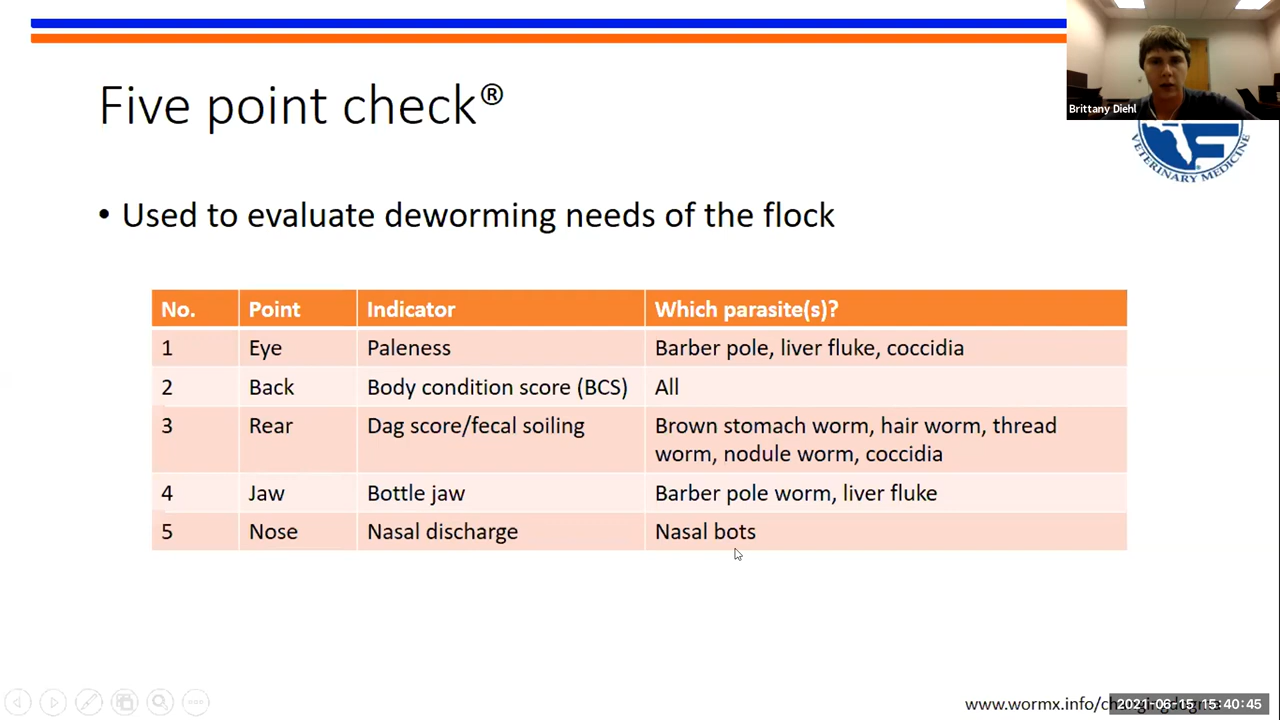 Five point check®
Brittany Diehl
VETERINARY MEDICINE
• Used to evaluate deworming needs of the flock
No. Point Indicator Which parasite(s)?
1 Eye Paleness Barber pole, liver fluke, coccidia
2 Back Body condition score (BCS) All
3 Rear Dag score/fecal soiling Brown stomach worm, hair worm, thread
worm, nodule worm, coccidia
4 Jaw Bottle jaw Barber pole worm, liver fluke
5 Nose Nasal discharge Nasal bots
2021-06-15 15:40:45